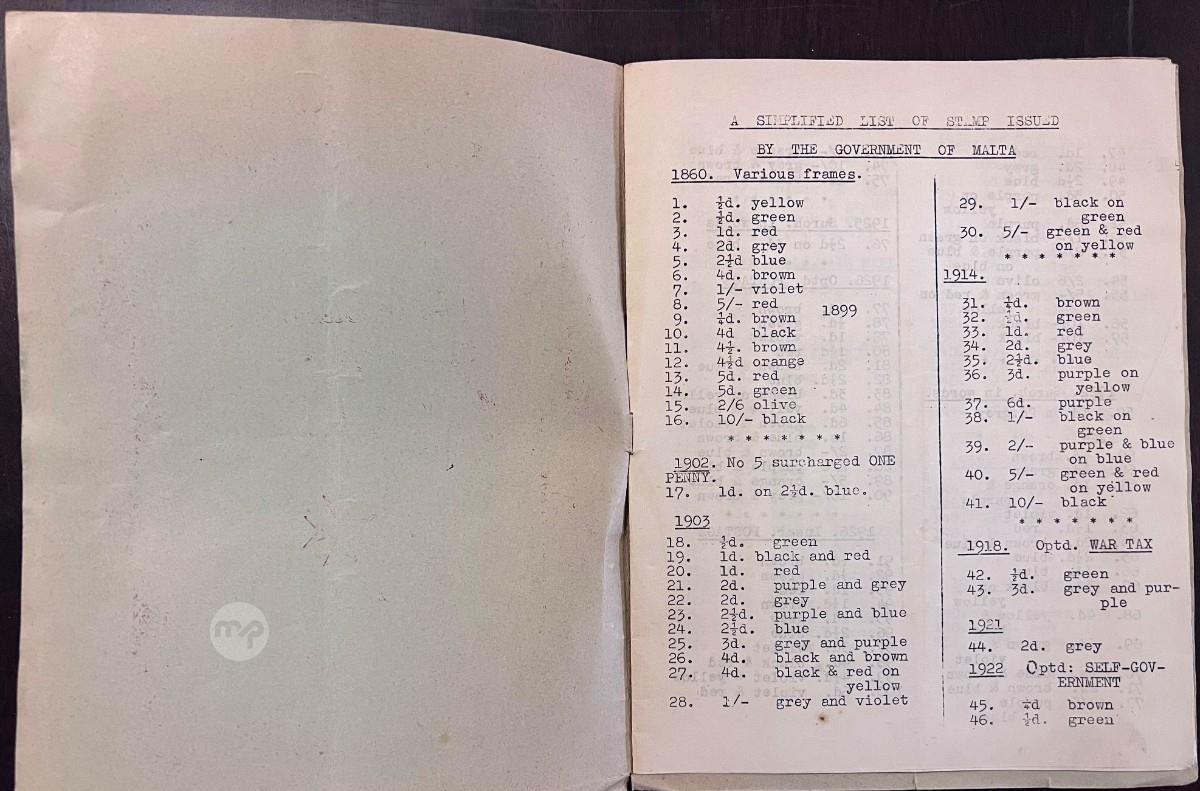 A SIMPLIFIED LIST OF STAMP ISSUED
BY THE GOVERNMENT OF MALTA
1860. Various frames.
1. ½d. yellow
2. ½d. green
3. 1d. red
4. 2d. grey
5. 2½d blue
6. 4d. brown
7. 1/- violet
8. 5/- red
9. ¼d. brown 1899
10. 4d black
11. 4½. brown
12. 4½d orange
13. 5d. red
14. 5d. green
15. 2/6 olive
16. 10/- black
* * * * * * *
1902. No 5 surcharged ONE
PENNY.
17. 1d. on 2½d. blue.
1903
18. ½d. green
19. 1d. black and red
20. 1d. red
21. 2d. purple and grey
22. 2d. grey
23. 2½d. purple and blue
24. 2½d. blue
25. 3d. grey and purple
26. 4d. black and brown
27. 4d. black & red on
yellow
28. 1/- grey and violet
29. 1/- black on
green
30. 5/- green & red
on yellow
* * * * * * *
1914.
31. ¼d. brown
32. ½d. green
33. 1d. red
34. 2d. grey
35. 2½d. blue
36. 3d. purple on
yellow
37. 6d. purple
38. 1/- black on
green
39. 2/- purple & blue
on blue
40. 5/- green & red
on yellow
41. 10/- black
* * * * * * *
1918. Optd. WAR TAX
42. ½d. green
43. 3d. grey and pur-
ple
1921
44. 2d. grey
1922 Optd: SELF-GOV-
ERNMENT
45. ¼d brown
46. ½d. green
mp